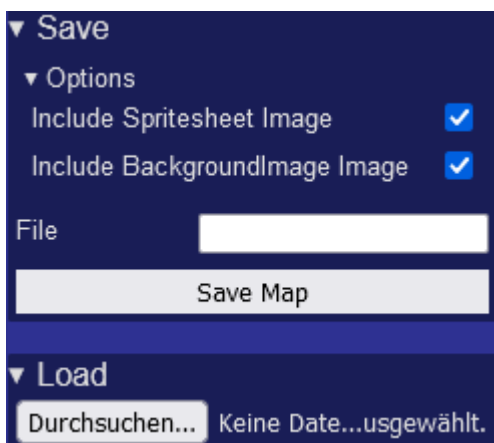 ▼ Save
▼ Options
Include Spritesheet Image
Include BackgroundImage Image
File
Save Map
▼ Load
Durchsuchen... Keine Date...usgewählt.